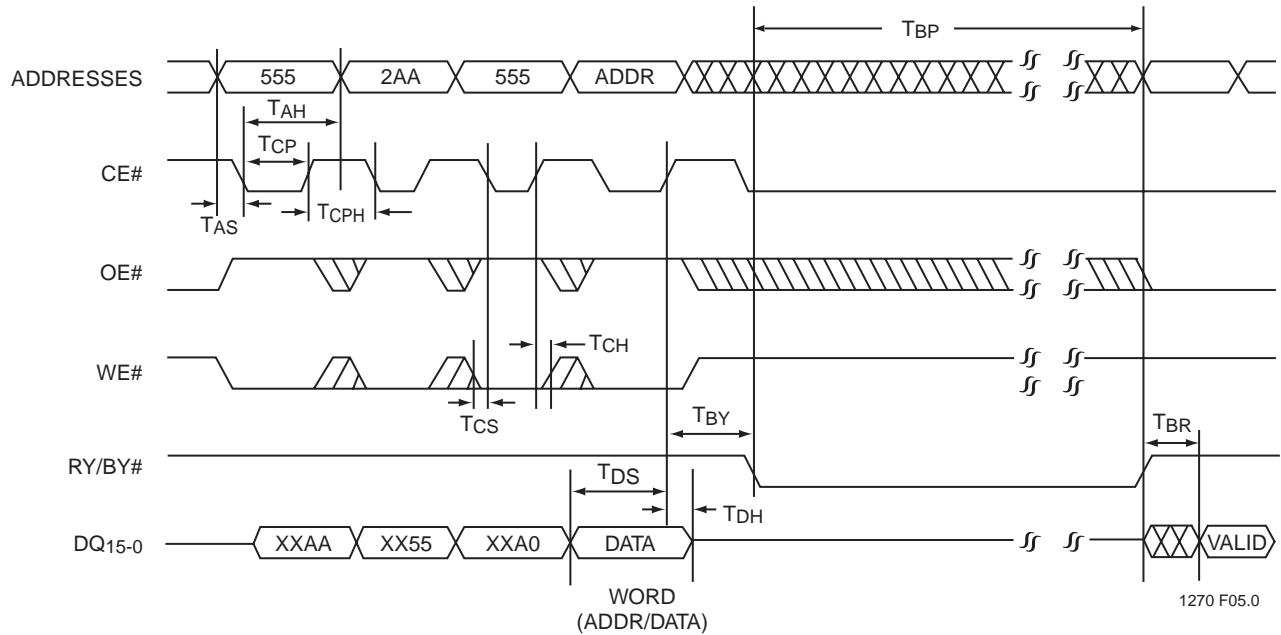 TBP
ADDRESSES 555 2AA 555 ADDR
TAH
TCP
CE#
TAS TCPH
OE#
WE# TCH
TCS
TBY TBR
RY/BY#
TDS
TDH
DQ15-0 XXAA XX55 XXA0 DATA VALID
WORD
(ADDR/DATA)
1270 F05.0